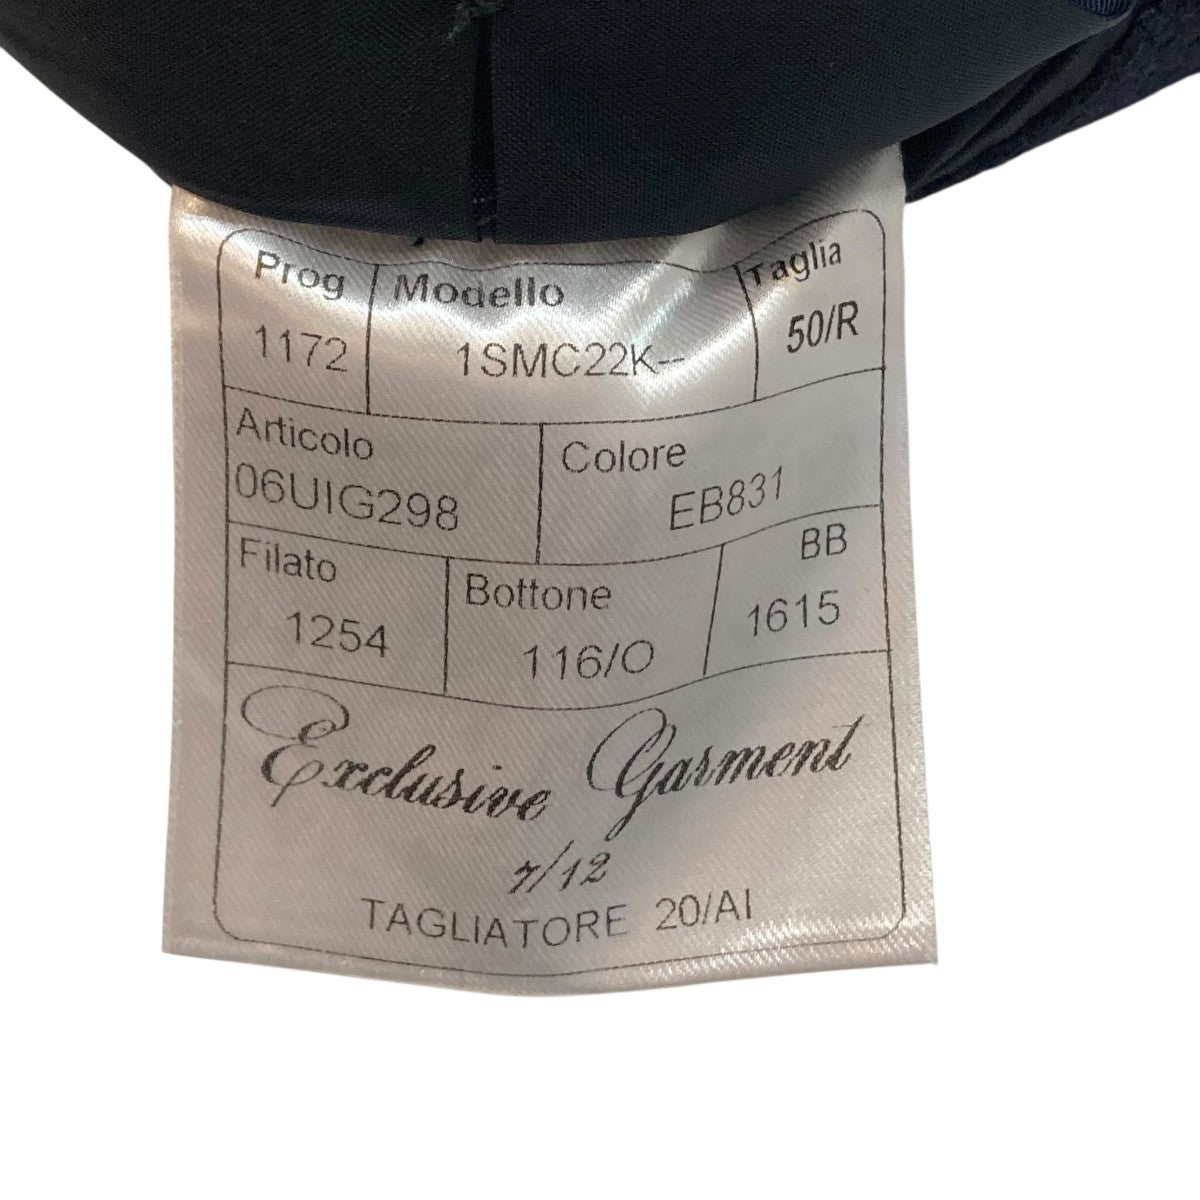 Prog Modello Taglia
1172 1SMC22K-- 50/R
Articolo Colore
06UIG298 EB831
Filato Bottone BB
1254 116/O 1615
Exclusive Garment
7/12
TAGLIATORE 20/AI